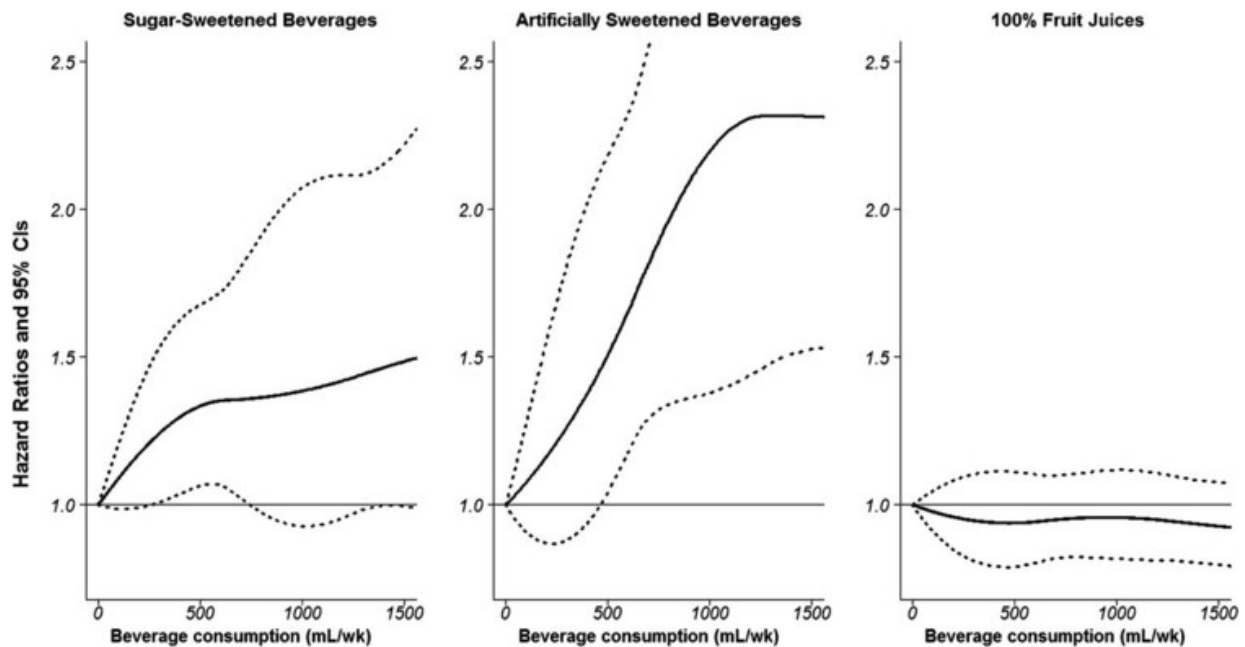 Sugar-Sweetened Beverages
Artificially Sweetened Beverages
100% Fruit Juices
Hazard Ratios and 95% CIs
2.5
2.0
1.5
1.0
0 500 1000 1500
Beverage consumption (mL/wk)
2.5
2.0
1.5
1.0
0 500 1000 1500
Beverage consumption (mL/wk)
2.5
2.0
1.5
1.0
0 500 1000 1500
Beverage consumption (mL/wk)